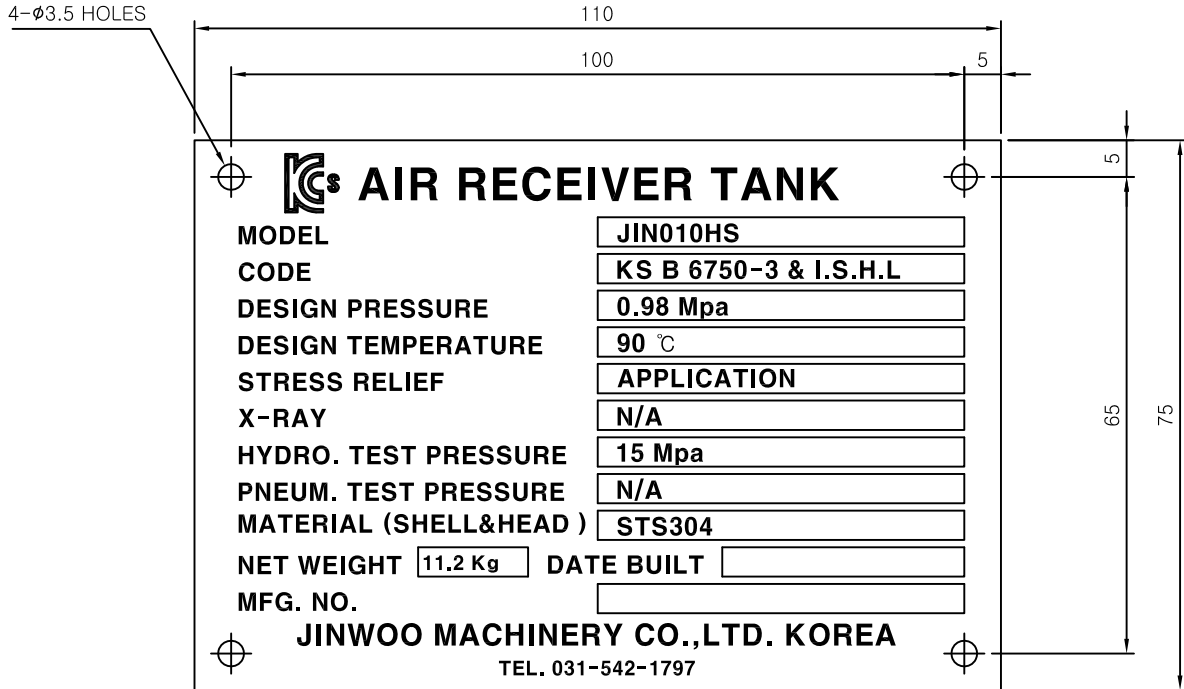 4-Ø3.5 HOLES
110
100
5
5
65
75
KCs AIR RECEIVER TANK
MODEL JIN010HS
CODE KS B 6750-3 & I.S.H.L
DESIGN PRESSURE 0.98 Mpa
DESIGN TEMPERATURE 90 ℃
STRESS RELIEF APPLICATION
X-RAY N/A
HYDRO. TEST PRESSURE 15 Mpa
PNEUM. TEST PRESSURE N/A
MATERIAL (SHELL&HEAD ) STS304
NET WEIGHT 11.2 Kg DATE BUILT
MFG. NO.
JINWOO MACHINERY CO.,LTD. KOREA
TEL. 031-542-1797